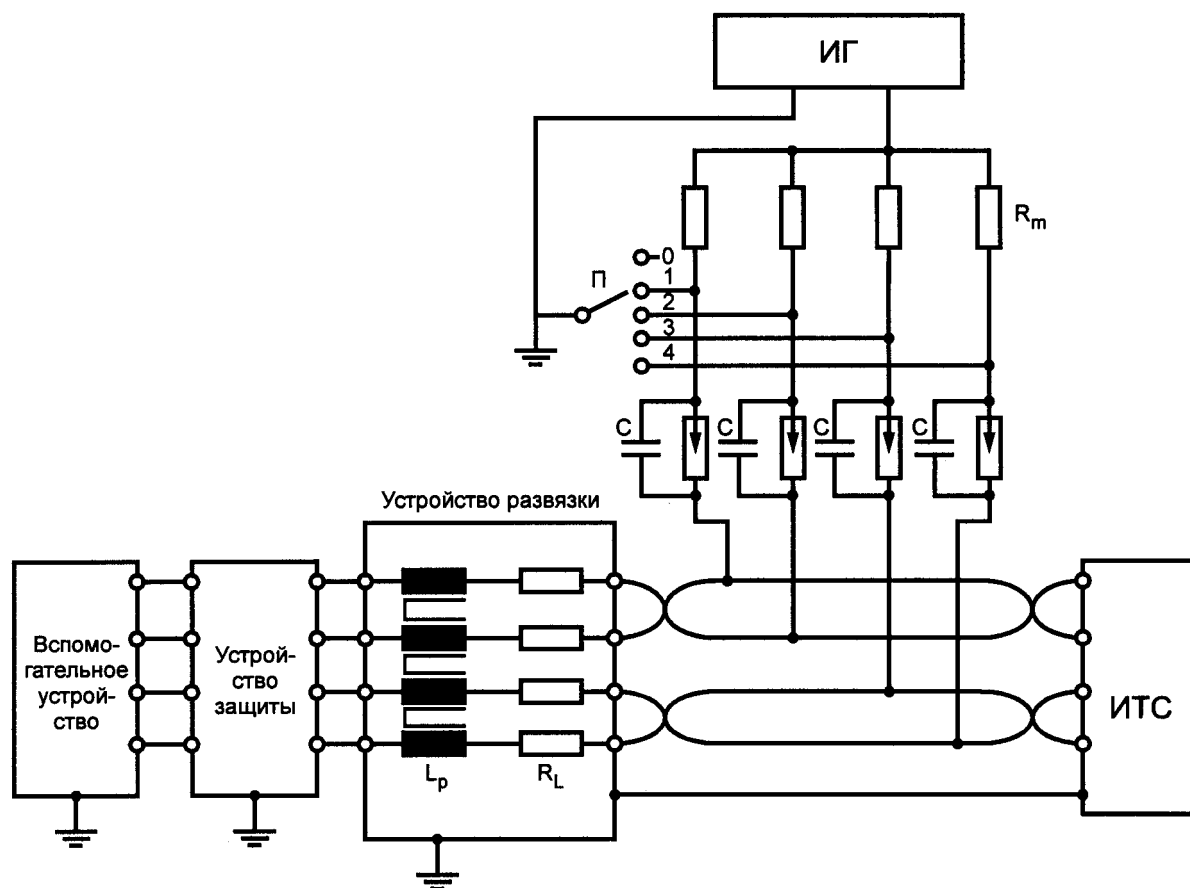 ИГ
R_m
0
П
1
2
3
4
C
C
C
C
Устройство развязки
Вспомо-
гательное
устрой-
ство
Устрой-
ство
защиты
L_p
R_L
ИТС